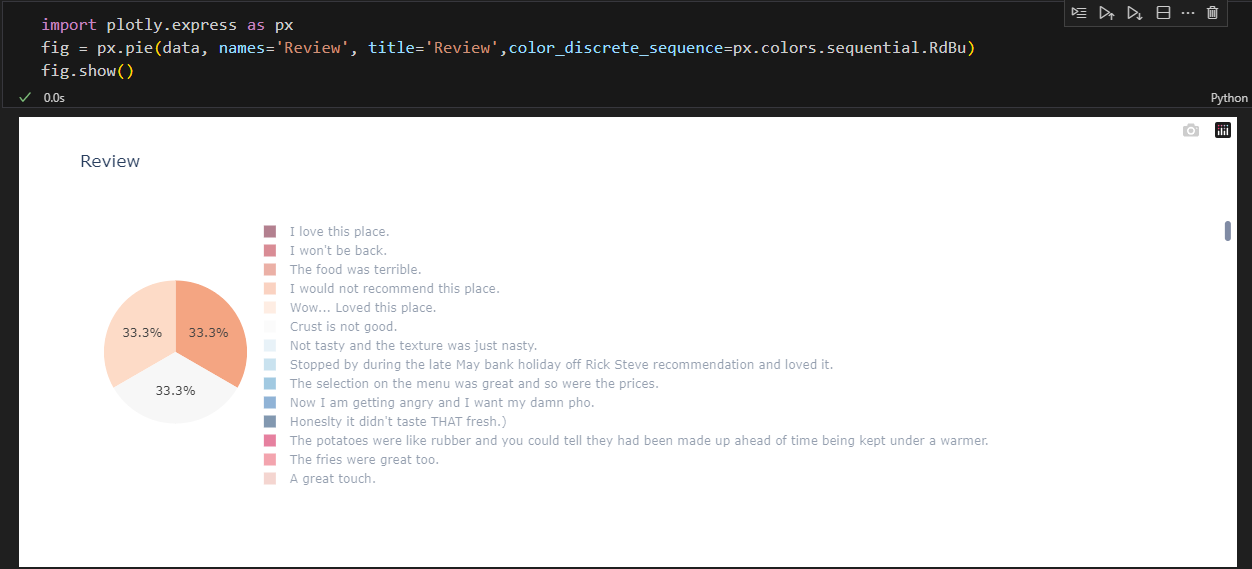 import plotly.express as px
fig = px.pie(data, names='Review', title='Review',color_discrete_sequence=px.colors.sequential.RdBu)
fig.show()
0.0s
Python
Review
I love this place.
I won't be back.
The food was terrible.
I would not recommend this place.
Wow... Loved this place.
Crust is not good.
Not tasty and the texture was just nasty.
Stopped by during the late May bank holiday off Rick Steve recommendation and loved it.
The selection on the menu was great and so were the prices.
Now I am getting angry and I want my damn pho.
Honeslty it didn't taste THAT fresh.)
The potatoes were like rubber and you could tell they had been made up ahead of time being kept under a warmer.
The fries were great too.
A great touch.
33.3% 33.3%
33.3%